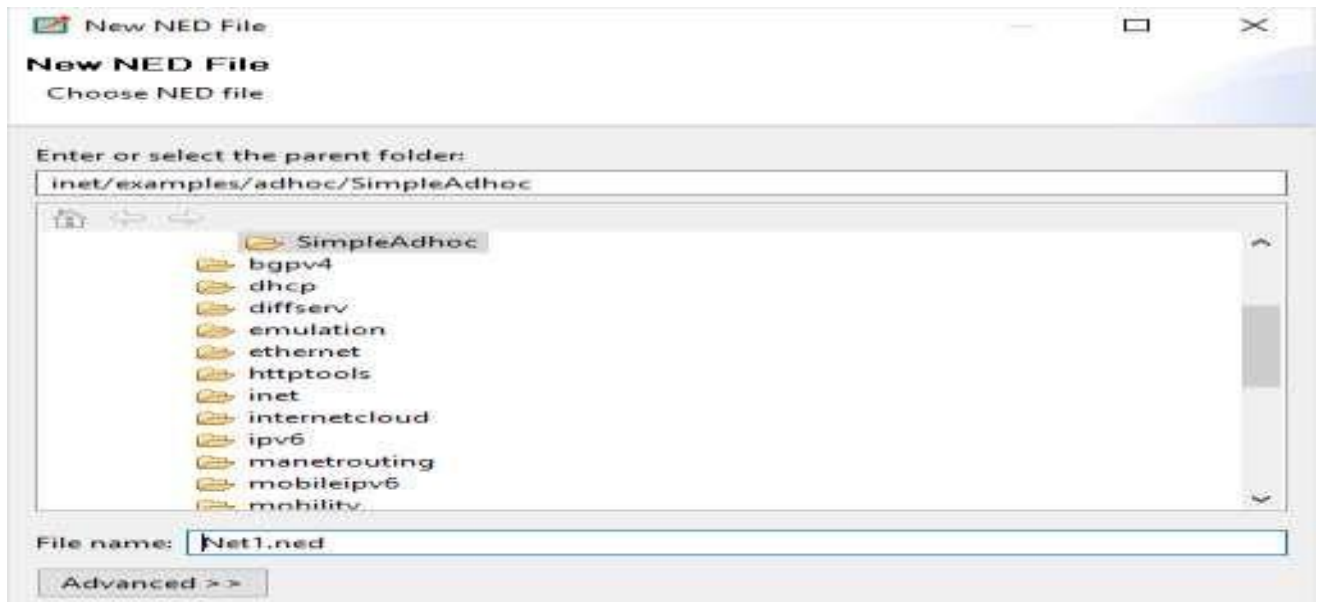 New NED File
New NED File
Choose NED file
Enter or select the parent folder:
inet/examples/adhoc/SimpleAdhoc
SimpleAdhoc
bgpv4
dhcp
diffserv
emulation
ethernet
httptools
inet
internetcloud
ipv6
manetrouting
mobileipv6
mobility
File name: Net1.ned
Advanced >>